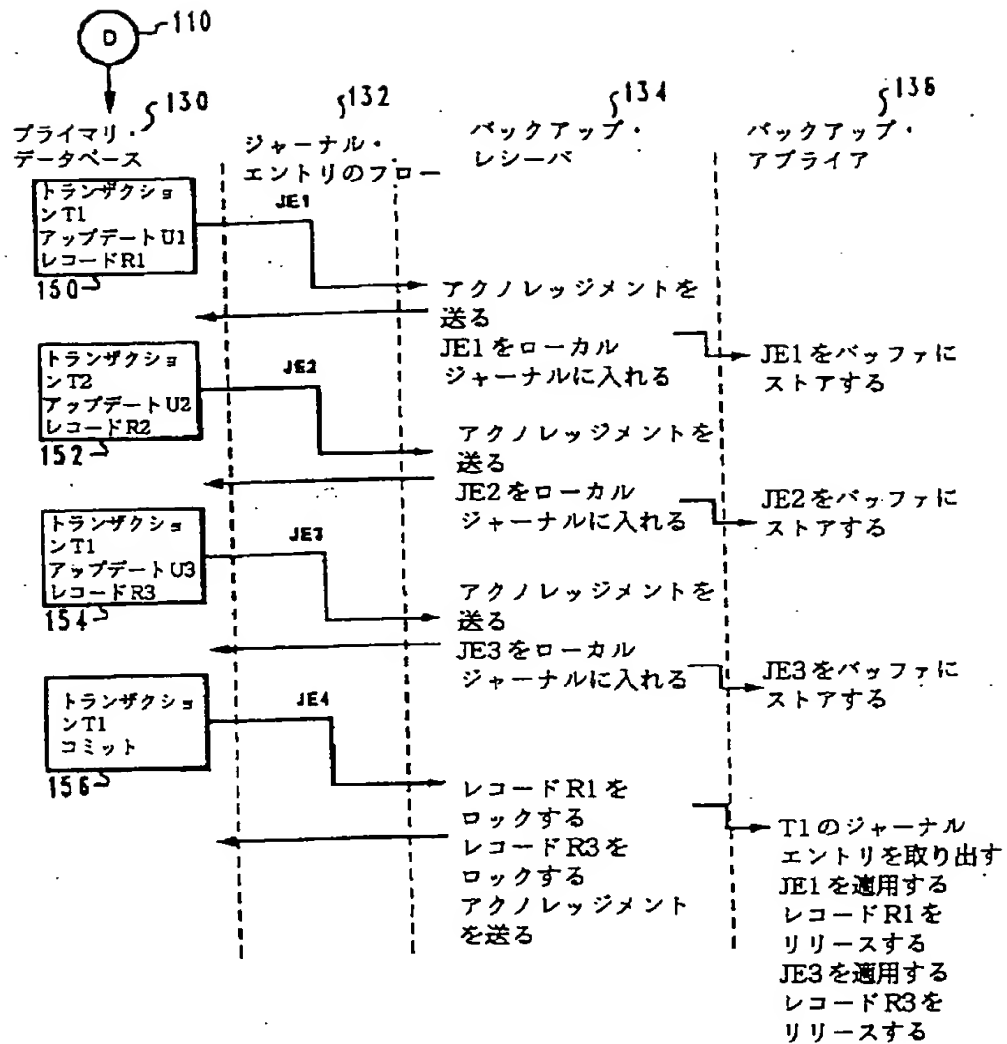 D
110
130
プライマリ・
データベース
132
ジャーナル・
エントリのフロー
134
バックアップ・
レシーバ
136
バックアップ・
アプライア
トランザクショ
ンT1
アップデートU1
レコードR1
150
JE1
アクノレッジメントを
送る
JE1をローカル
ジャーナルに入れる
JE1をバッファに
ストアする
トランザクショ
ンT2
アップデートU2
レコードR2
152
JE2
アクノレッジメントを
送る
JE2をローカル
ジャーナルに入れる
JE2をバッファに
ストアする
トランザクショ
ンT1
アップデートU3
レコードR3
154
JE3
アクノレッジメントを
送る
JE3をローカル
ジャーナルに入れる
JE3をバッファに
ストアする
トランザクショ
ンT1
コミット
156
JE4
レコードR1を
ロックする
レコードR3を
ロックする
アクノレッジメント
を送る
T1のジャーナル
エントリを取り出す
JE1を適用する
レコードR1を
リリースする
JE3を適用する
レコードR3を
リリースする